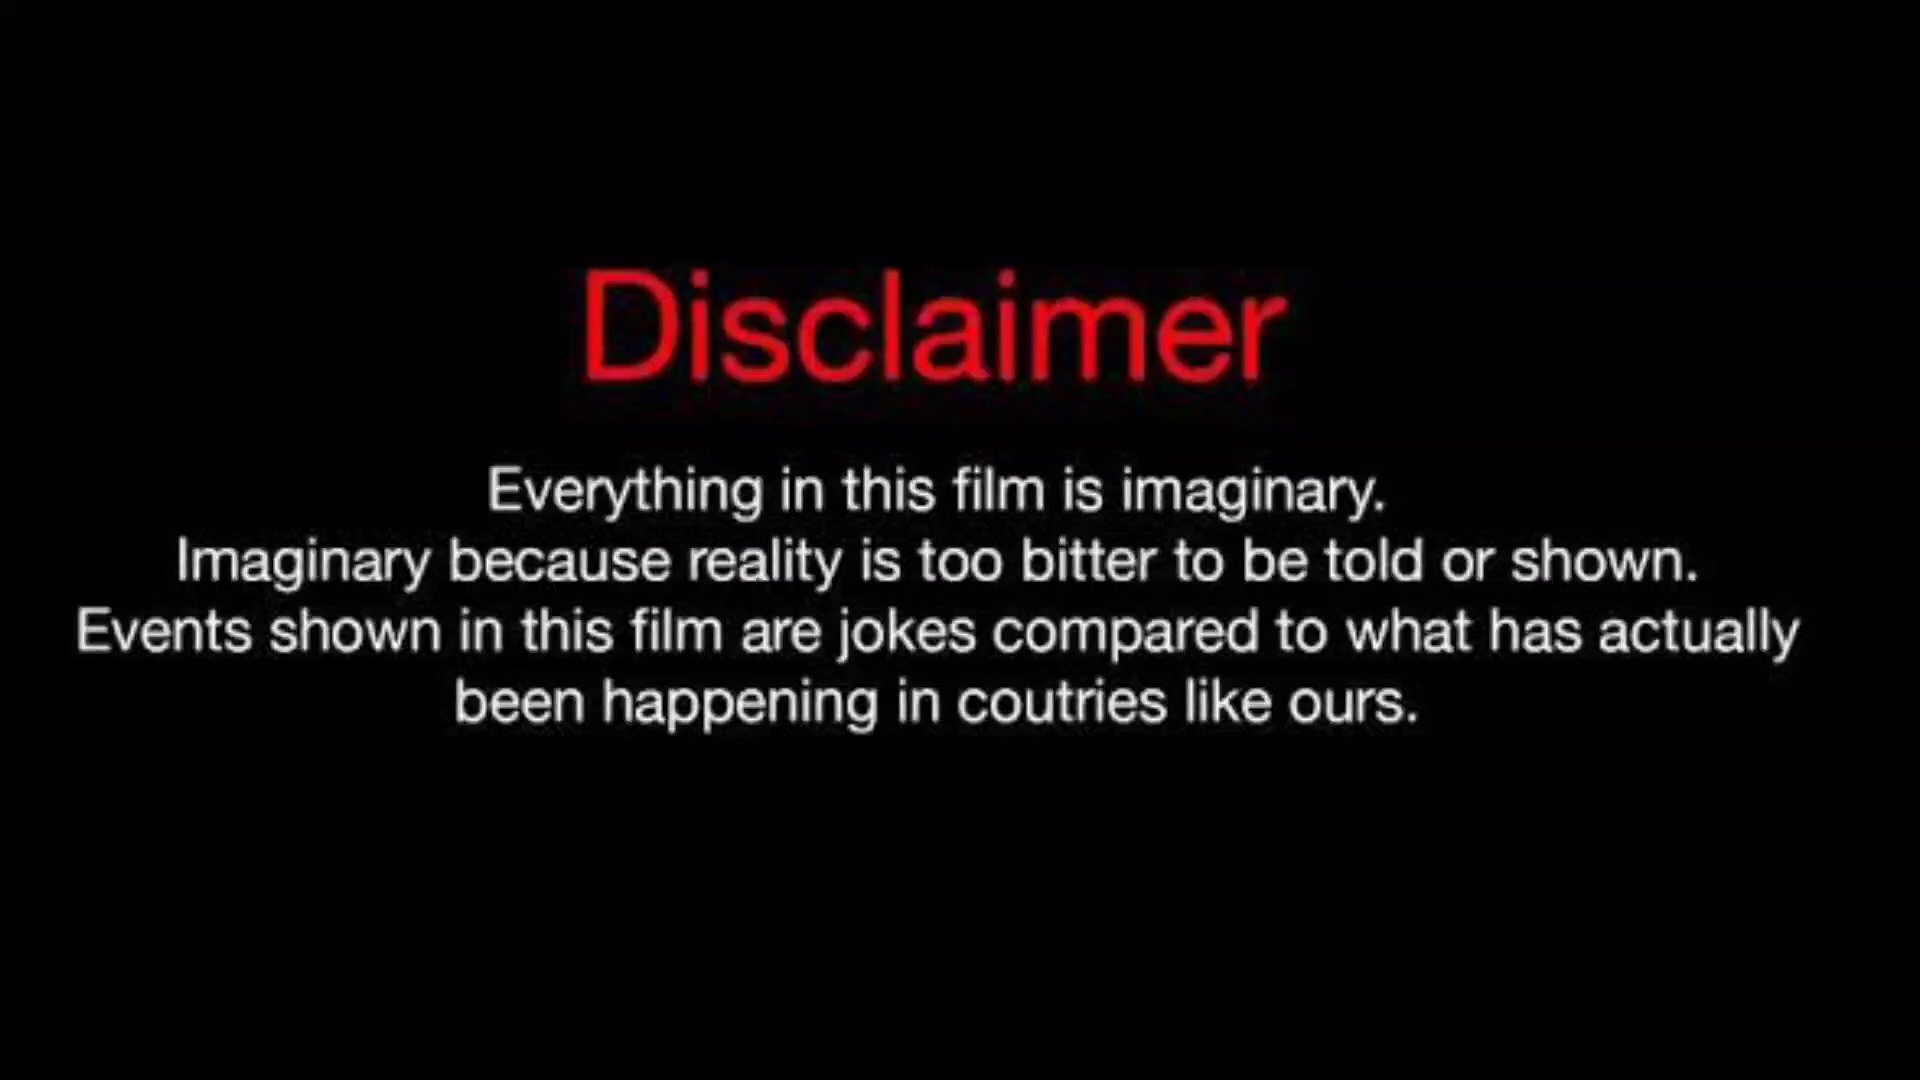 Disclaimer
Everything in this film is imaginary.
Imaginary because reality is too bitter to be told or shown.
Events shown in this film are jokes compared to what has actually
been happening in coutries like ours.